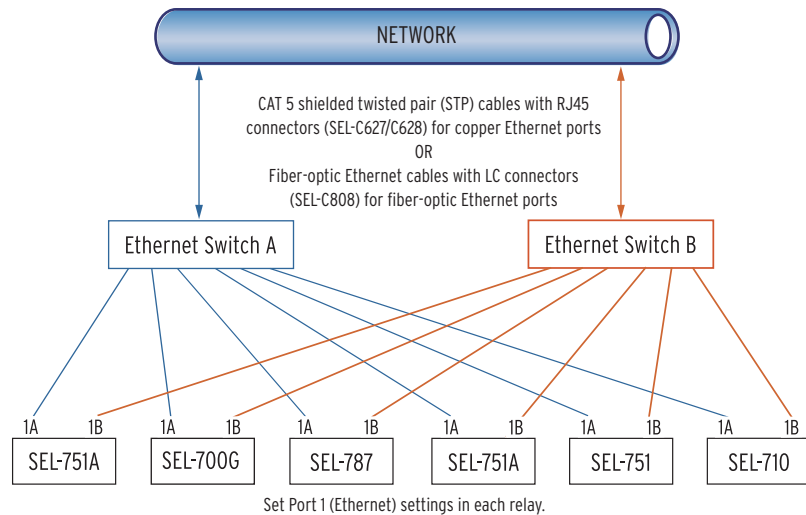 NETWORK
CAT 5 shielded twisted pair (STP) cables with RJ45
connectors (SEL-C627/C628) for copper Ethernet ports
OR
Fiber-optic Ethernet cables with LC connectors
(SEL-C808) for fiber-optic Ethernet ports
Ethernet Switch A
Ethernet Switch B
1A 1B 1A 1B 1A 1B 1A 1B 1A 1B 1A 1B
SEL-751A SEL-700G SEL-787 SEL-751A SEL-751 SEL-710
Set Port 1 (Ethernet) settings in each relay.